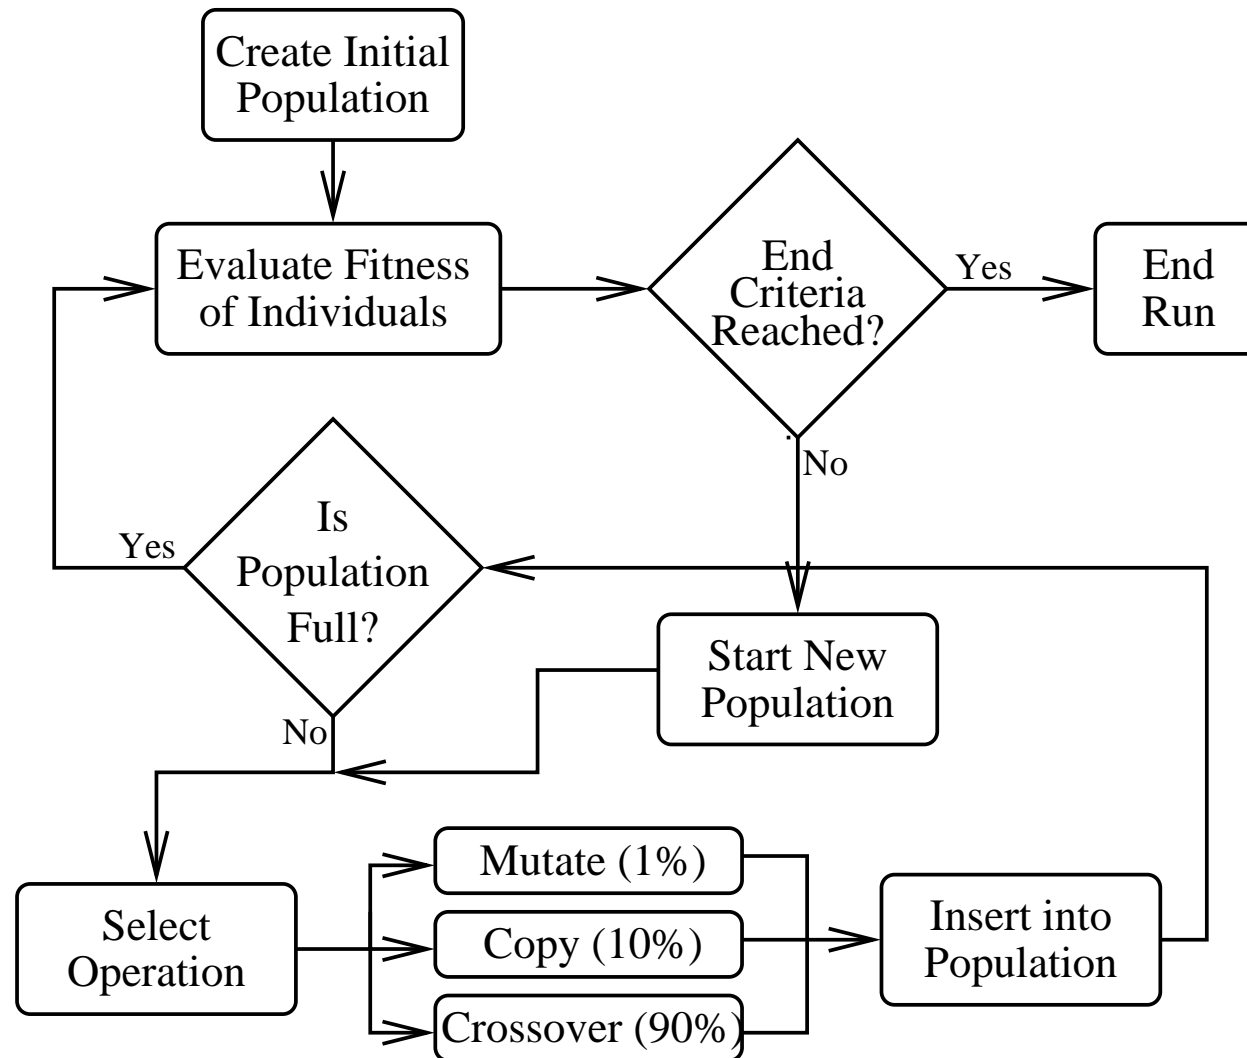 Create Initial
Population
Evaluate Fitness
of Individuals
End
Criteria
Reached?
Yes
End
Run
No
Is
Population
Full?
Yes
No
Start New
Population
Select
Operation
Mutate (1%)
Copy (10%)
Crossover (90%)
Insert into
Population